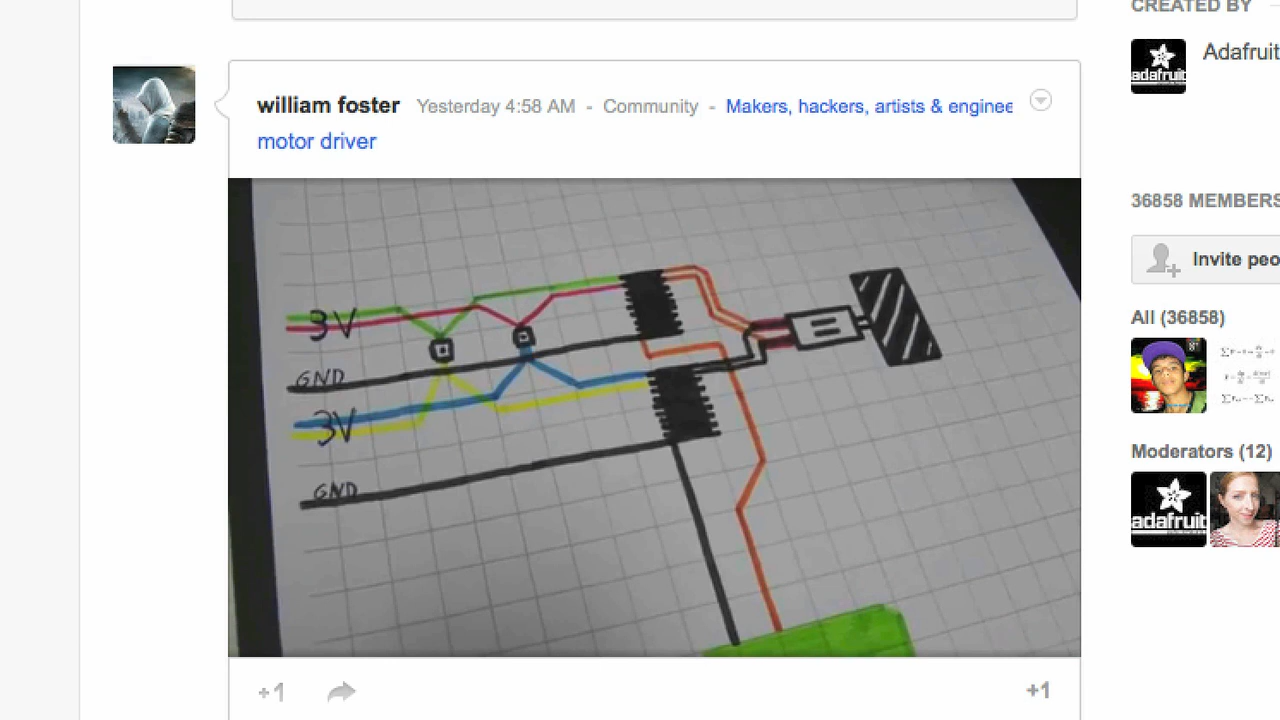 CREATED BY
Adafruit
adafruit
william foster Yesterday 4:58 AM - Community - Makers, hackers, artists & enginee
motor driver
3V
GND
3V
GND
+1
+1
36858 MEMBERS
Invite peo
All (36858)
Moderators (12)
adafruit